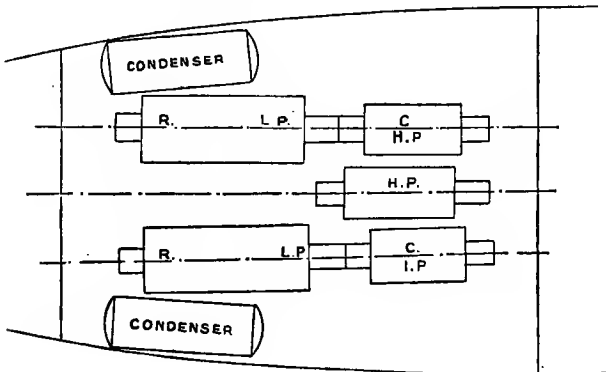 CONDENSER
R. L P. C
H.P
H.P.
R. L.P C.
I.P
CONDENSER